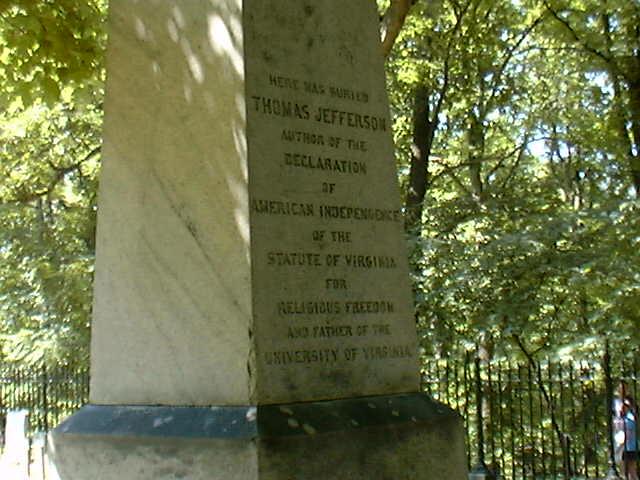 HERE WAS BURIED
THOMAS JEFFERSON
AUTHOR OF THE
DECLARATION
OF
AMERICAN INDEPENDENCE
OF THE
STATUTE OF VIRGINIA
FOR
RELIGIOUS FREEDOM
AND FATHER OF THE
UNIVERSITY OF VIRGINIA